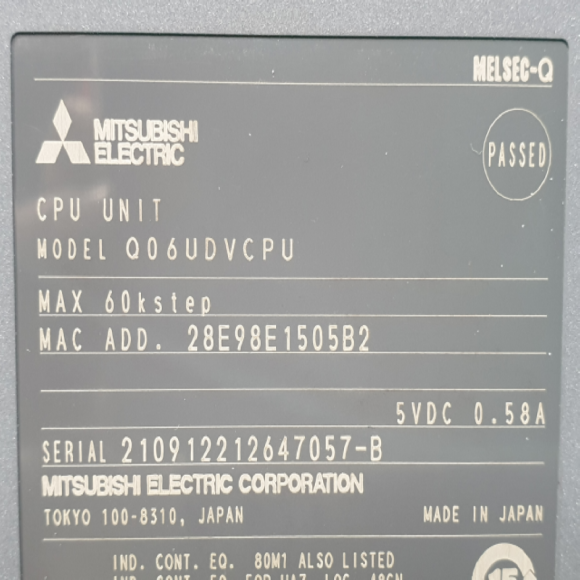 MELSEC-Q
MITSUBISHI
ELECTRIC
PASSED
CPU UNIT
MODEL Q06UDVCPU
MAX 60kstep
MAC ADD. 28E98E1505B2
5VDC 0.58A
SERIAL 210912212647057-B
MITSUBISHI ELECTRIC CORPORATION
TOKYO 100-8310, JAPAN MADE IN JAPAN
IND. CONT. EQ. 80M1 ALSO LISTED